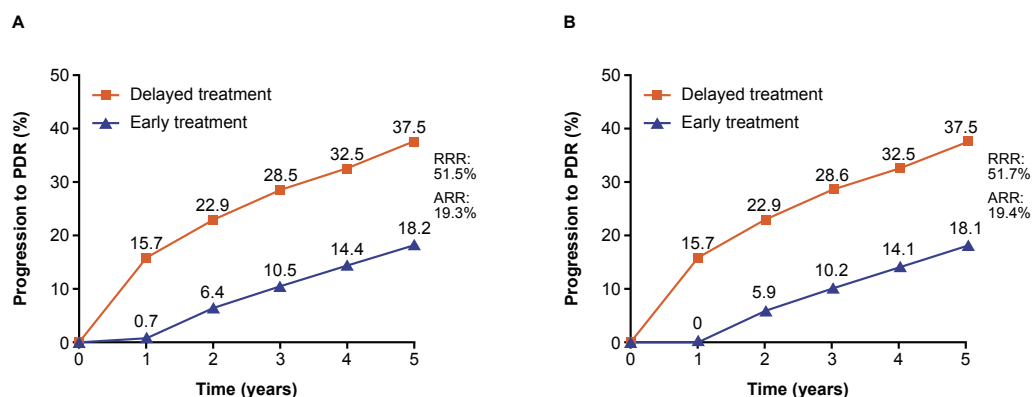 A
50
40
30
20
10
0
Progression to PDR (%)
Delayed treatment
Early treatment
15.7
22.9
28.5
32.5
37.5
0.7
6.4
10.5
14.4
18.2
RRR:
51.5%
ARR:
19.3%
0 1 2 3 4 5
Time (years)
B
50
40
30
20
10
0
Progression to PDR (%)
Delayed treatment
Early treatment
15.7
22.9
28.6
32.5
37.5
0
5.9
10.2
14.1
18.1
RRR:
51.7%
ARR:
19.4%
0 1 2 3 4 5
Time (years)